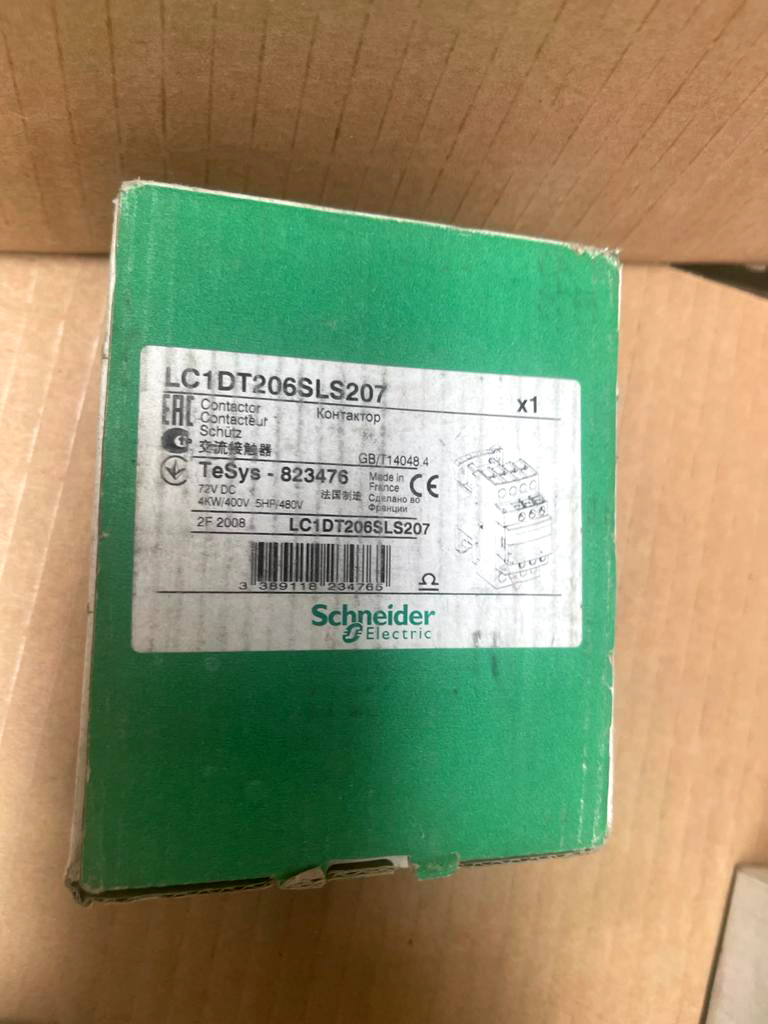 LC1DT206SLS207
x1
EAC
Contactor
Контактор
Contacteur
Schütz
交流接触器
GB/T14048.4
TeSys - 823476
Made in
France
CE
72V DC
法国制造
Сделано во
Франции
4KW/400V 5HP/480V
2F 2008
LC1DT206SLS207
3 389118 234765
Schneider
Electric